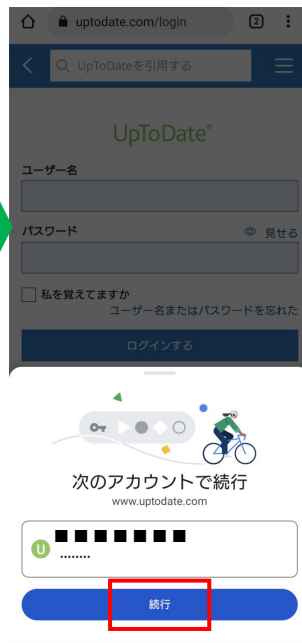 uptodate.com/login
2
UpToDateを引用する
UpToDate®
ユーザー名
パスワード
見せる
私を覚えてますか
ユーザー名またはパスワードを忘れた
ログインする
次のアカウントで続行
www.uptodate.com
U
••••••••
続行